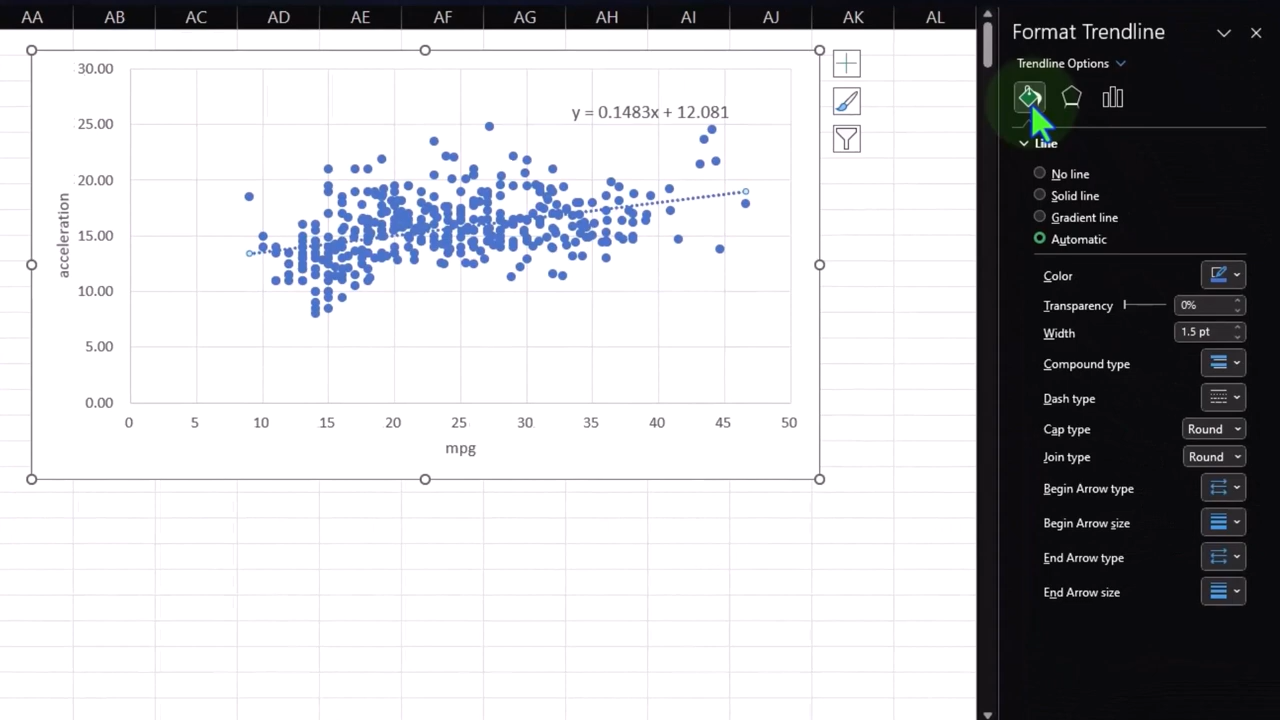 AA AB AC AD AE AF AG AH AI AJ AK AL
30.00
25.00
20.00
15.00
10.00
5.00
0.00
acceleration
y = 0.1483x + 12.081
0 5 10 15 20 25 30 35 40 45 50
mpg
Format Trendline
Trendline Options
Line
No line
Solid line
Gradient line
Automatic
Color
Transparency 0%
Width 1.5 pt
Compound type
Dash type
Cap type Round
Join type Round
Begin Arrow type
Begin Arrow size
End Arrow type
End Arrow size